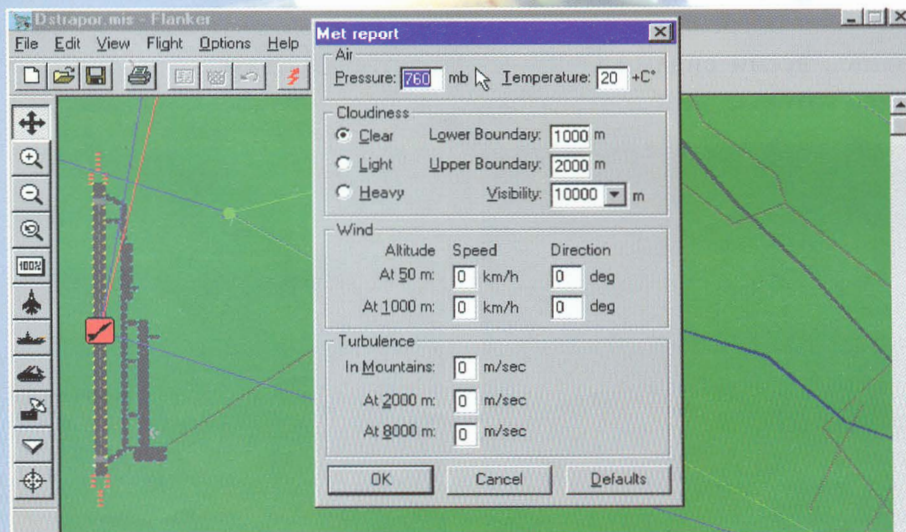 Dstrapor.mis - Flanker
File Edit View Flight Options Help
100%
Met report
Air
Pressure: 760 mb Temperature: 20 +C°
Cloudiness
Clear Lower Boundary: 1000 m
Light Upper Boundary: 2000 m
Heavy Visibility: 10000 m
Wind
Altitude Speed Direction
At 50 m: 0 km/h 0 deg
At 1000 m: 0 km/h 0 deg
Turbulence
In Mountains: 0 m/sec
At 2000 m: 0 m/sec
At 8000 m: 0 m/sec
OK Cancel Defaults